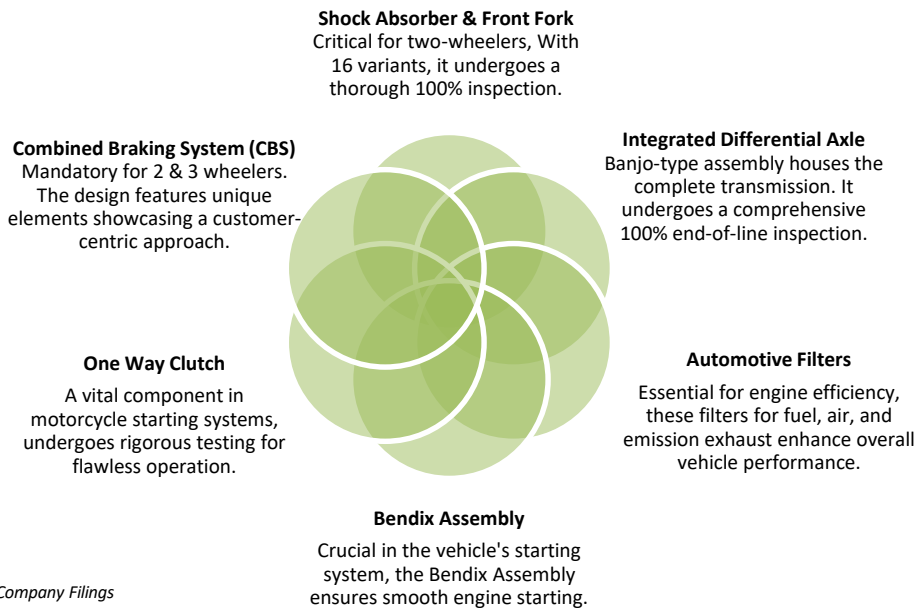 Shock Absorber & Front Fork
Critical for two-wheelers, With
16 variants, it undergoes a
thorough 100% inspection.
Combined Braking System (CBS)
Mandatory for 2 & 3 wheelers.
The design features unique
elements showcasing a customer-
centric approach.
Integrated Differential Axle
Banjo-type assembly houses the
complete transmission. It
undergoes a comprehensive
100% end-of-line inspection.
One Way Clutch
A vital component in
motorcycle starting systems,
undergoes rigorous testing for
flawless operation.
Automotive Filters
Essential for engine efficiency,
these filters for fuel, air, and
emission exhaust enhance overall
vehicle performance.
Bendix Assembly
Crucial in the vehicle's starting
system, the Bendix Assembly
ensures smooth engine starting.
Company Filings